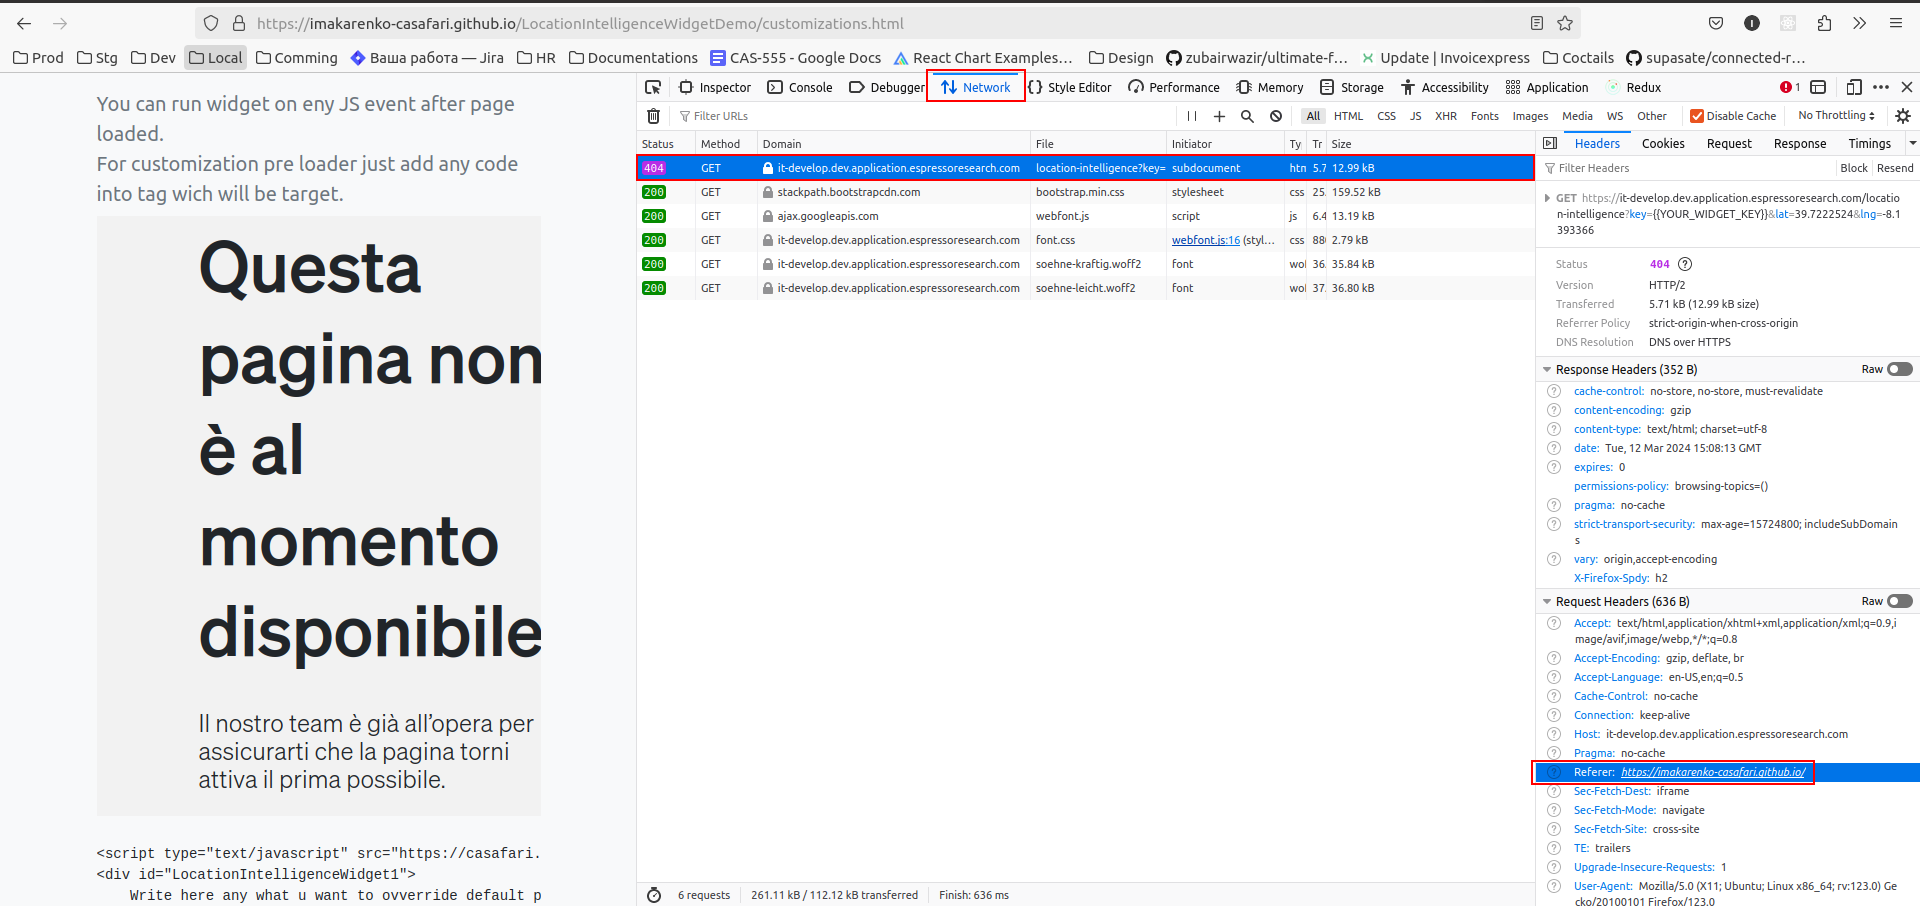 https://imakarenko-casafari.github.io/LocationIntelligenceWidgetDemo/customizations.html
Prod Stg Dev Local Comming Ваша работа — Jira HR Documentations CAS-555 - Google Docs React Chart Examples… Design zubairwazir/ultimate-f… Update | Invoicexpress Coctails supasate/connected-r…
You can run widget on eny JS event after page
loaded.
For customization pre loader just add any code
into tag wich will be target.
Questa
pagina non
è al
momento
disponibile
Il nostro team è già all’opera per
assicurarti che la pagina torni
attiva il prima possibile.
<script type="text/javascript" src="https://casafari.
<div id="LocationIntelligenceWidget1">
Write here any what u want to ovverride default p
Inspector Console Debugger Network Style Editor Performance Memory Storage Accessibility Application Redux 1
Filter URLs All HTML CSS JS XHR Fonts Images Media WS Other Disable Cache No Throttling
Status Method Domain File Initiator Ty Tr Size
404 GET it-develop.dev.application.espressoresearch.com location-intelligence?key= subdocument htm 5.7 12.99 kB
200 GET stackpath.bootstrapcdn.com bootstrap.min.css stylesheet css 25. 159.52 kB
200 GET ajax.googleapis.com webfont.js script js 6.4 13.19 kB
200 GET it-develop.dev.application.espressoresearch.com font.css webfont.js:16 (styl… css 88 2.79 kB
200 GET it-develop.dev.application.espressoresearch.com soehne-kraftig.woff2 font wo 36. 35.84 kB
200 GET it-develop.dev.application.espressoresearch.com soehne-leicht.woff2 font wo 37. 36.80 kB
6 requests 261.11 kB / 112.12 kB transferred Finish: 636 ms
Headers Cookies Request Response Timings
Filter Headers Block Resend
GET https://it-develop.dev.application.espressoresearch.com/locatio
n-intelligence?key={{YOUR_WIDGET_KEY}}&lat=39.7222524&lng=-8.1
393366
Status 404
Version HTTP/2
Transferred 5.71 kB (12.99 kB size)
Referrer Policy strict-origin-when-cross-origin
DNS Resolution DNS over HTTPS
Response Headers (352 B) Raw
cache-control: no-store, no-store, must-revalidate
content-encoding: gzip
content-type: text/html; charset=utf-8
date: Tue, 12 Mar 2024 15:08:13 GMT
expires: 0
permissions-policy: browsing-topics=()
pragma: no-cache
strict-transport-security: max-age=15724800; includeSubDomain
s
vary: origin,accept-encoding
X-Firefox-Spdy: h2
Request Headers (636 B) Raw
Accept: text/html,application/xhtml+xml,application/xml;q=0.9,i
mage/avif,image/webp,*/*;q=0.8
Accept-Encoding: gzip, deflate, br
Accept-Language: en-US,en;q=0.5
Cache-Control: no-cache
Connection: keep-alive
Host: it-develop.dev.application.espressoresearch.com
Pragma: no-cache
Referer: https://imakarenko-casafari.github.io/
Sec-Fetch-Dest: iframe
Sec-Fetch-Mode: navigate
Sec-Fetch-Site: cross-site
TE: trailers
Upgrade-Insecure-Requests: 1
User-Agent: Mozilla/5.0 (X11; Ubuntu; Linux x86_64; rv:123.0) Ge
cko/20100101 Firefox/123.0